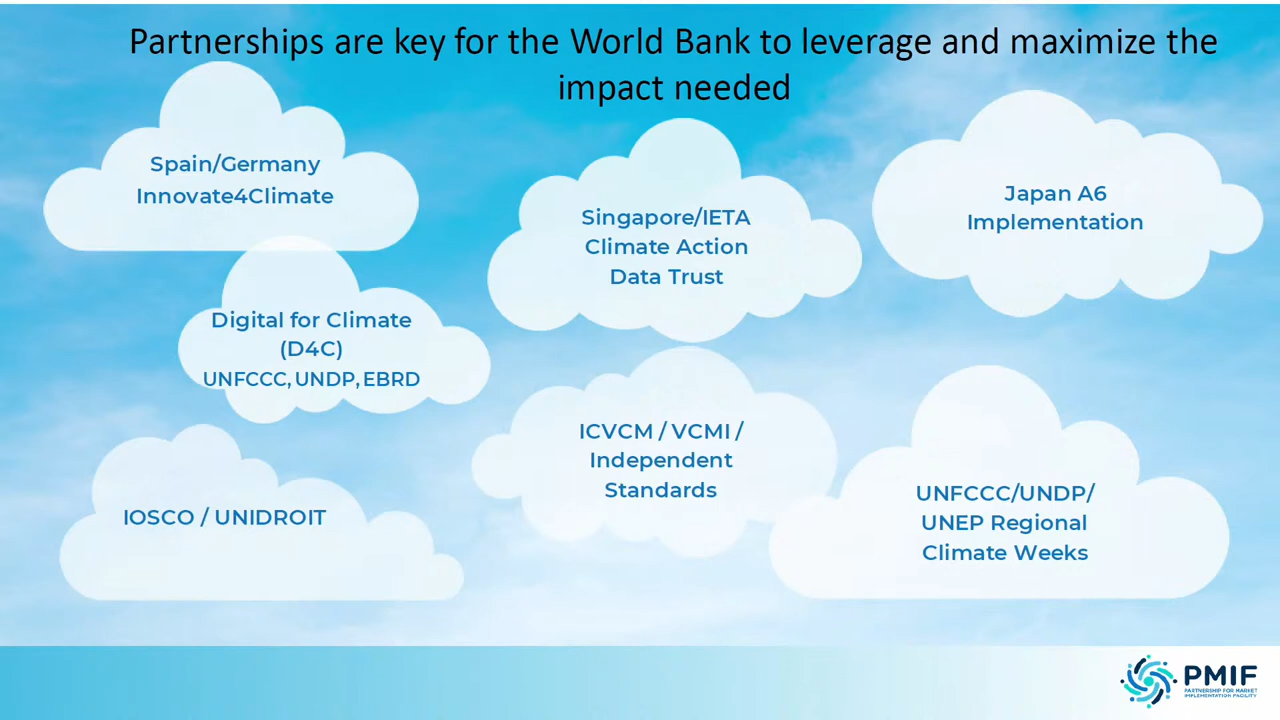 Partnerships are key for the World Bank to leverage and maximize the
impact needed
Spain/Germany
Innovate4Climate
Singapore/IETA
Climate Action
Data Trust
Japan A6
Implementation
Digital for Climate
(D4C)
UNFCCC, UNDP, EBRD
ICVCM / VCMI /
Independent
Standards
IOSCO / UNIDROIT
UNFCCC/UNDP/
UNEP Regional
Climate Weeks
PMIF
PARTNERSHIP FOR MARKET
IMPLEMENTATION FACILITY